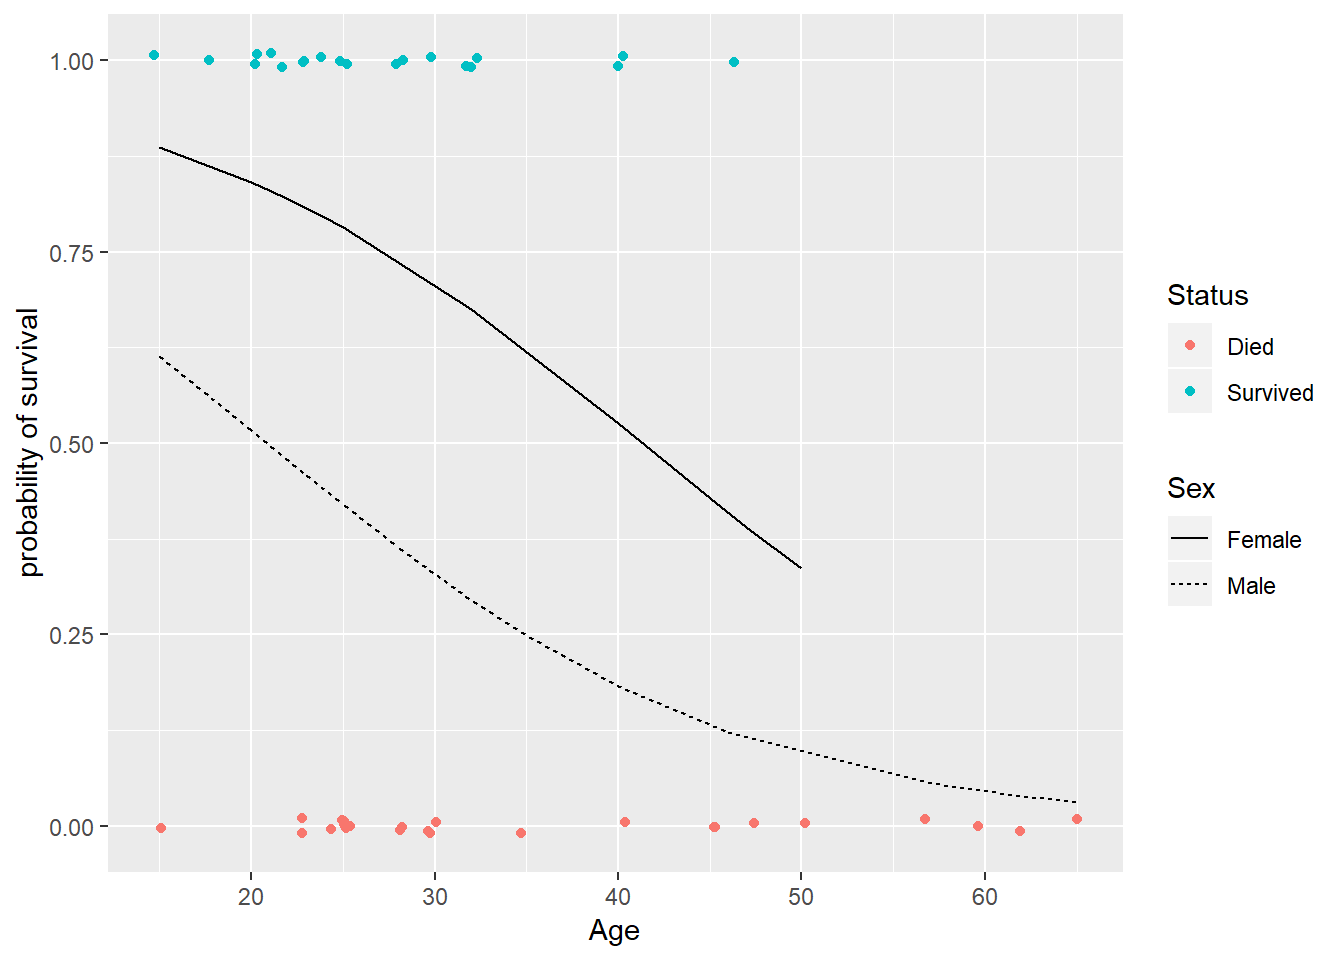 1.00
0.75
0.50
0.25
0.00
probability of survival
20 30 40 50 60
Age
Status
Died
Survived
Sex
Female
Male